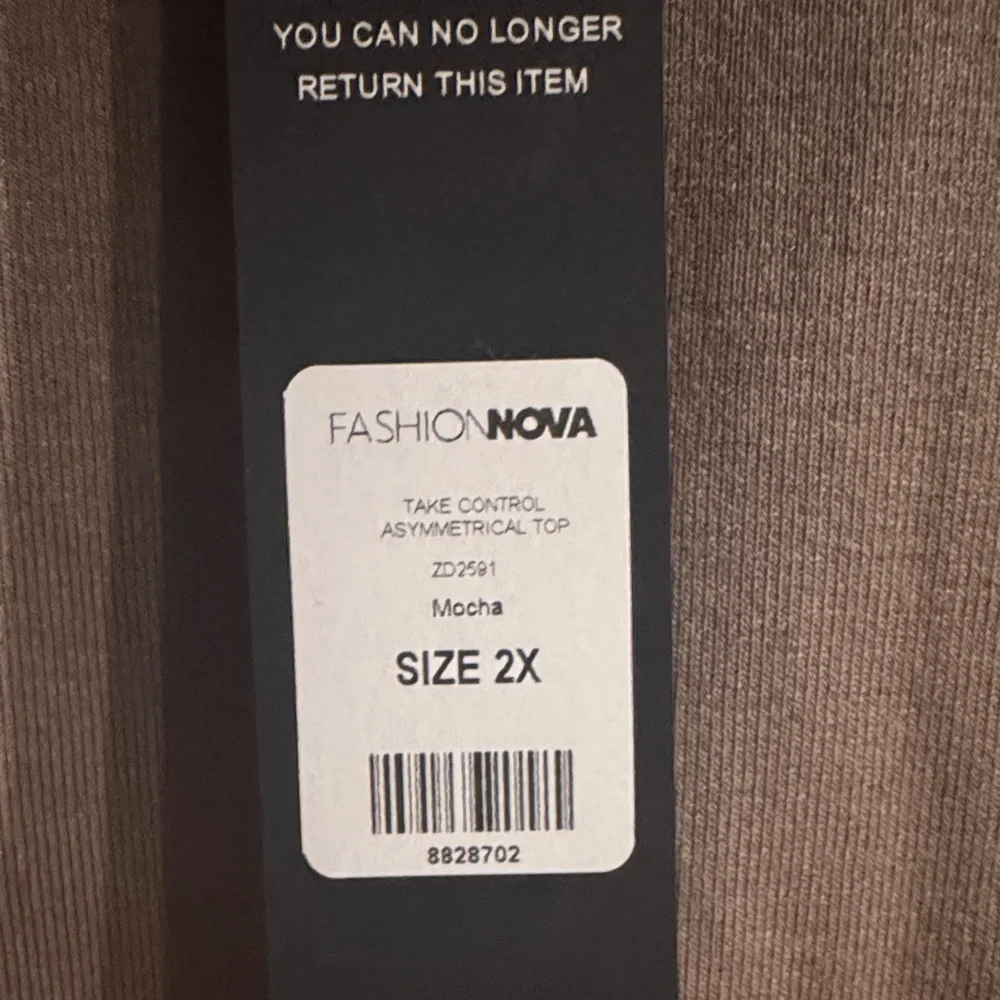 YOU CAN NO LONGER
RETURN THIS ITEM
FASHIONNOVA
TAKE CONTROL
ASYMMETRICAL TOP
ZD2591
Mocha
SIZE 2X
8828702